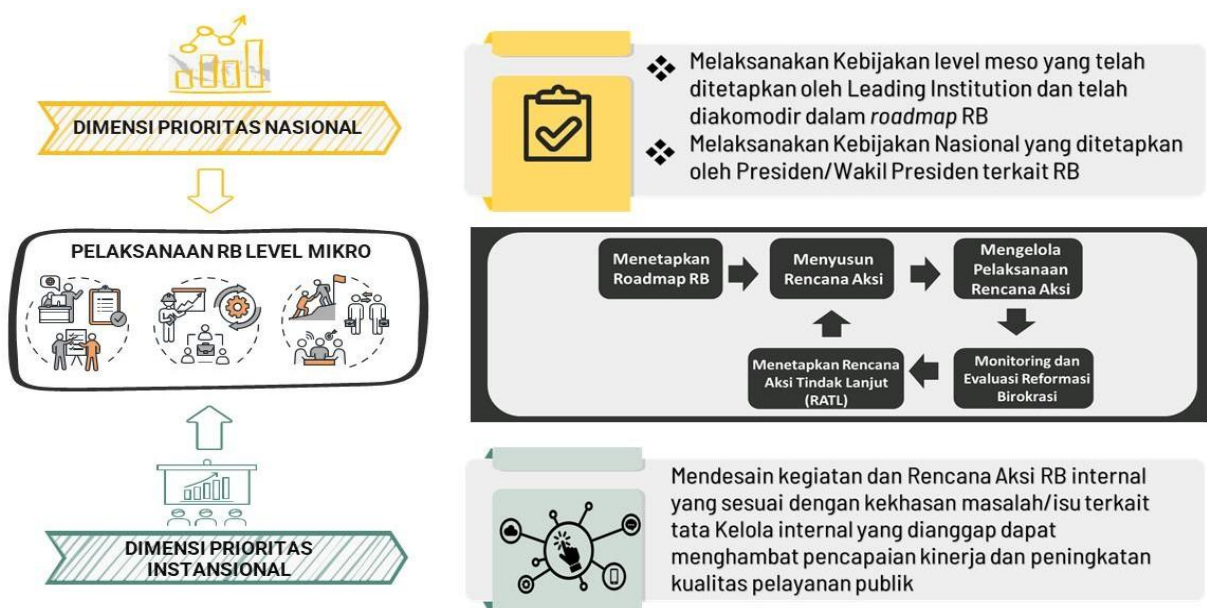 DIMENSI PRIORITAS NASIONAL
❖ Melaksanakan Kebijakan level meso yang telah
ditetapkan oleh Leading Institution dan telah
diakomodir dalam roadmap RB
❖ Melaksanakan Kebijakan Nasional yang ditetapkan
oleh Presiden/Wakil Presiden terkait RB
PELAKSANAAN RB LEVEL MIKRO
Menetapkan
Roadmap RB
Menyusun
Rencana Aksi
Mengelola
Pelaksanaan
Rencana Aksi
Monitoring dan
Evaluasi Reformasi
Birokrasi
Menetapkan Rencana
Aksi Tindak Lanjut
(RATL)
DIMENSI PRIORITAS
INSTANSIONAL
Mendesain kegiatan dan Rencana Aksi RB internal
yang sesuai dengan kekhasan masalah/isu terkait
tata Kelola internal yang dianggap dapat
menghambat pencapaian kinerja dan peningkatan
kualitas pelayanan publik